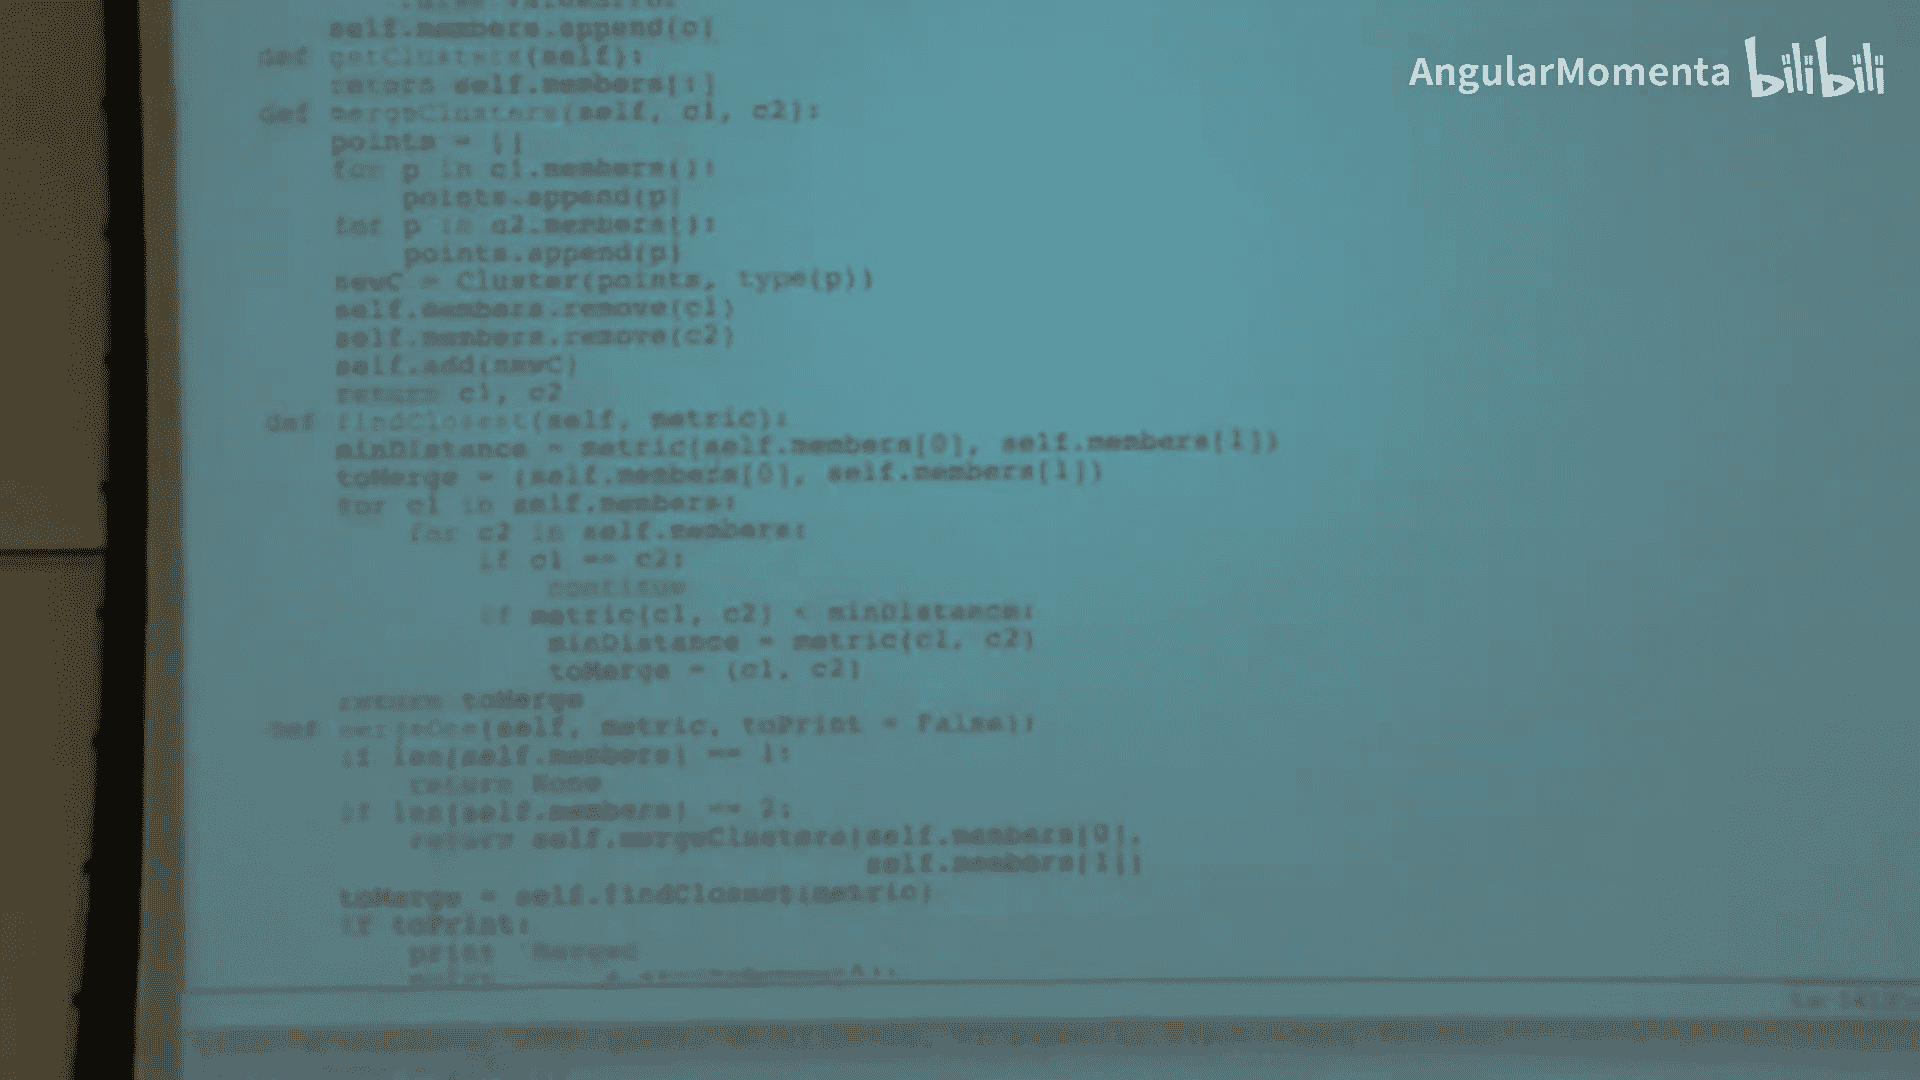 self.members.append(c)
def getClusters(self):
return self.members[:]
def mergeClusters(self, c1, c2):
points = []
for p in c1.members():
points.append(p)
for p in c2.members():
points.append(p)
newC = Cluster(points, type(p))
self.members.remove(c1)
self.members.remove(c2)
self.add(newC)
return c1, c2
def findClosest(self, metric):
minDistance = metric(self.members[0], self.members[1])
toMerge = (self.members[0], self.members[1])
for c1 in self.members:
for c2 in self.members:
if c1 == c2:
continue
if metric(c1, c2) < minDistance:
minDistance = metric(c1, c2)
toMerge = (c1, c2)
return toMerge
def mergeOne(self, metric, toPrint = False):
if len(self.members) == 1:
return None
if len(self.members) == 2:
return self.mergeClusters(self.members[0],
self.members[1])
toMerge = self.findClosest(metric)
if toPrint:
print 'Merged
print
AngularMomenta bilibili